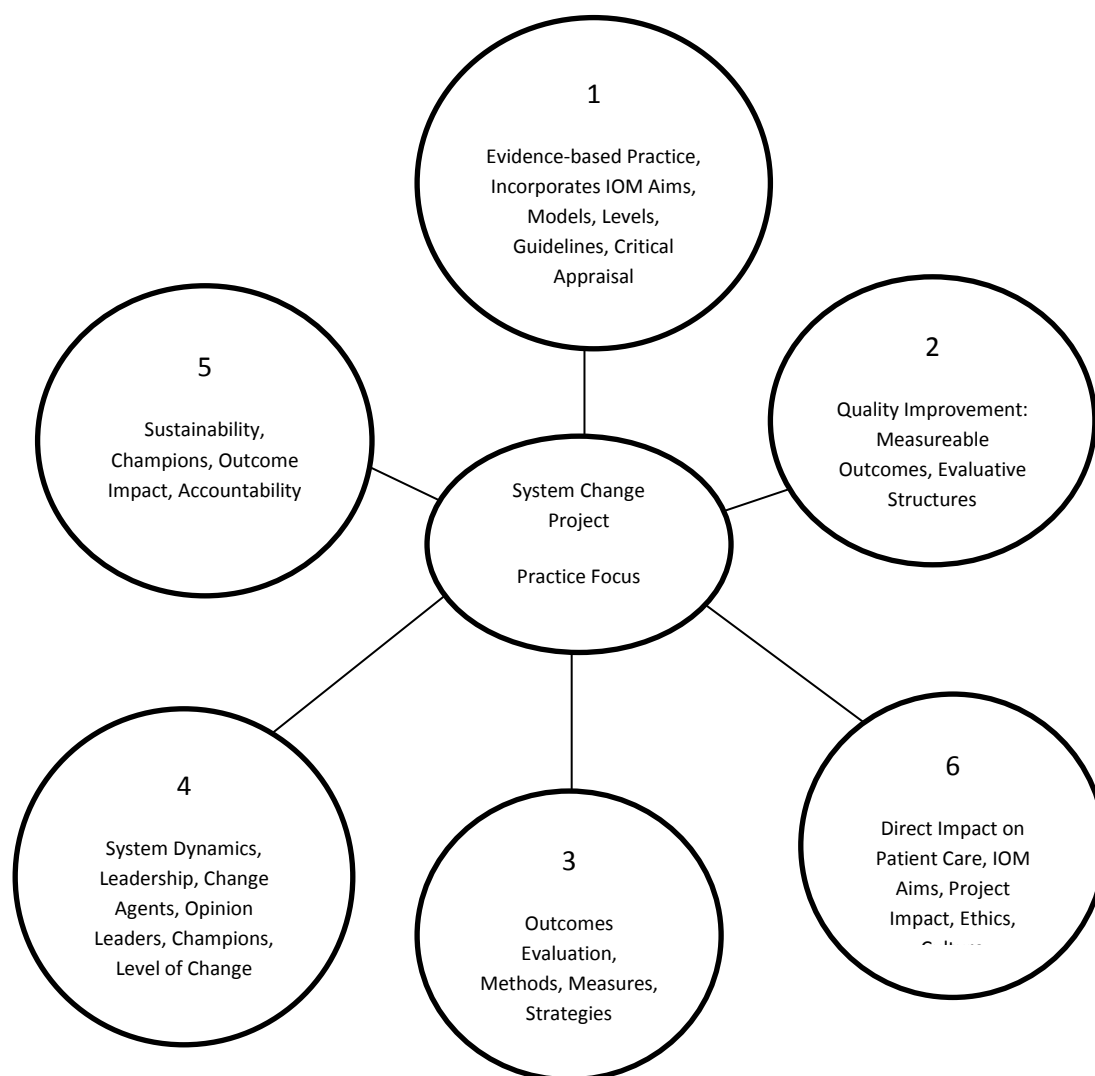 1
Evidence-based Practice,
Incorporates IOM Aims,
Models, Levels,
Guidelines, Critical
Appraisal
2
Quality Improvement:
Measureable
Outcomes, Evaluative
Structures
5
Sustainability,
Champions, Outcome
Impact, Accountability
System Change
Project
Practice Focus
4
System Dynamics,
Leadership, Change
Agents, Opinion
Leaders, Champions,
Level of Change
3
Outcomes
Evaluation,
Methods, Measures,
Strategies
6
Direct Impact on
Patient Care, IOM
Aims, Project
Impact, Ethics,